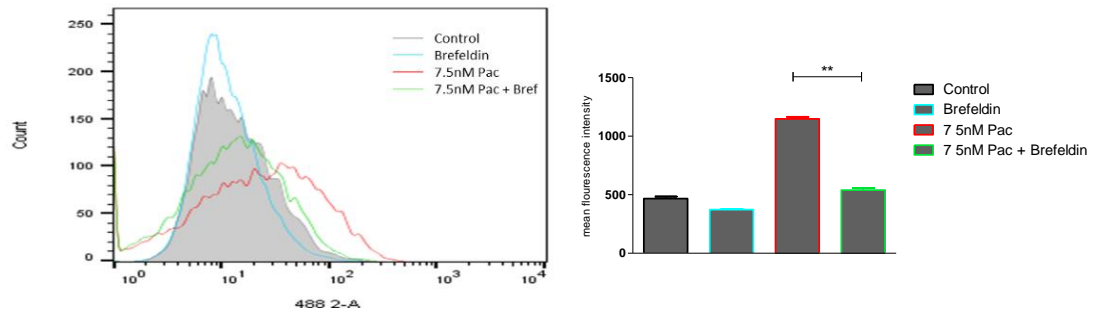 250
200
150
100
50
0
Count
10^0 10^1 10^2 10^3 10^4
488 2-A
Control
Brefeldin
7.5nM Pac
7.5nM Pac + Bref
1500
1000
500
0
mean flourescence intensity
**
Control
Brefeldin
7 5nM Pac
7 5nM Pac + Brefeldin